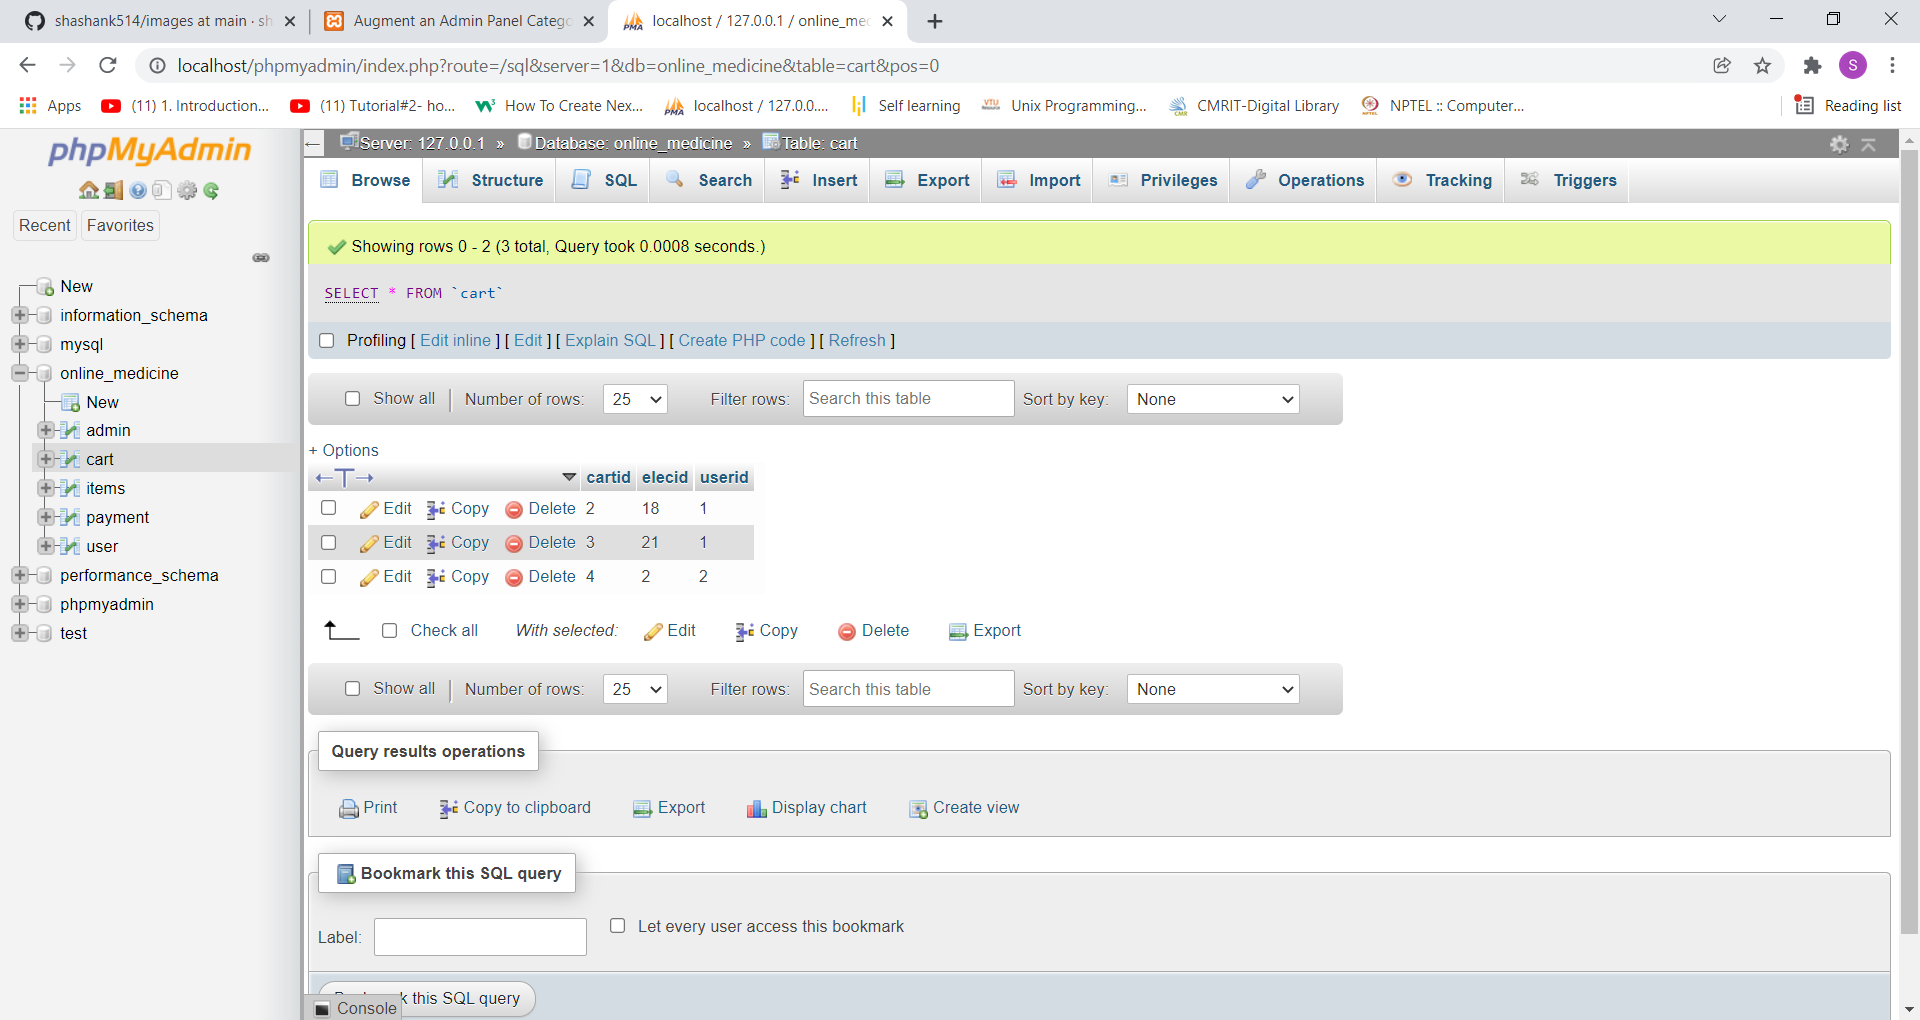 shashank514/images at main · sh
Augment an Admin Panel Catego
localhost / 127.0.0.1 / online_med
localhost/phpmyadmin/index.php?route=/sql&server=1&db=online_medicine&table=cart&pos=0
S
Apps
(11) 1. Introduction...
(11) Tutorial#2- ho...
How To Create Nex...
localhost / 127.0.0....
Self learning
Unix Programming...
CMRIT-Digital Library
NPTEL :: Computer...
Reading list
phpMyAdmin
Recent
Favorites
New
information_schema
mysql
online_medicine
New
admin
cart
items
payment
user
performance_schema
phpmyadmin
test
Server: 127.0.0.1 » Database: online_medicine » Table: cart
Browse Structure SQL Search Insert Export Import Privileges Operations Tracking Triggers
Showing rows 0 - 2 (3 total, Query took 0.0008 seconds.)
SELECT * FROM `cart`
Profiling [ Edit inline ] [ Edit ] [ Explain SQL ] [ Create PHP code ] [ Refresh ]
Show all Number of rows: 25 Filter rows: Search this table Sort by key: None
+ Options
←T→ cartid elecid userid
Edit Copy Delete 2 18 1
Edit Copy Delete 3 21 1
Edit Copy Delete 4 2 2
Check all With selected: Edit Copy Delete Export
Show all Number of rows: 25 Filter rows: Search this table Sort by key: None
Query results operations
Print Copy to clipboard Export Display chart Create view
Bookmark this SQL query
Label:
Let every user access this bookmark
this SQL query
Console